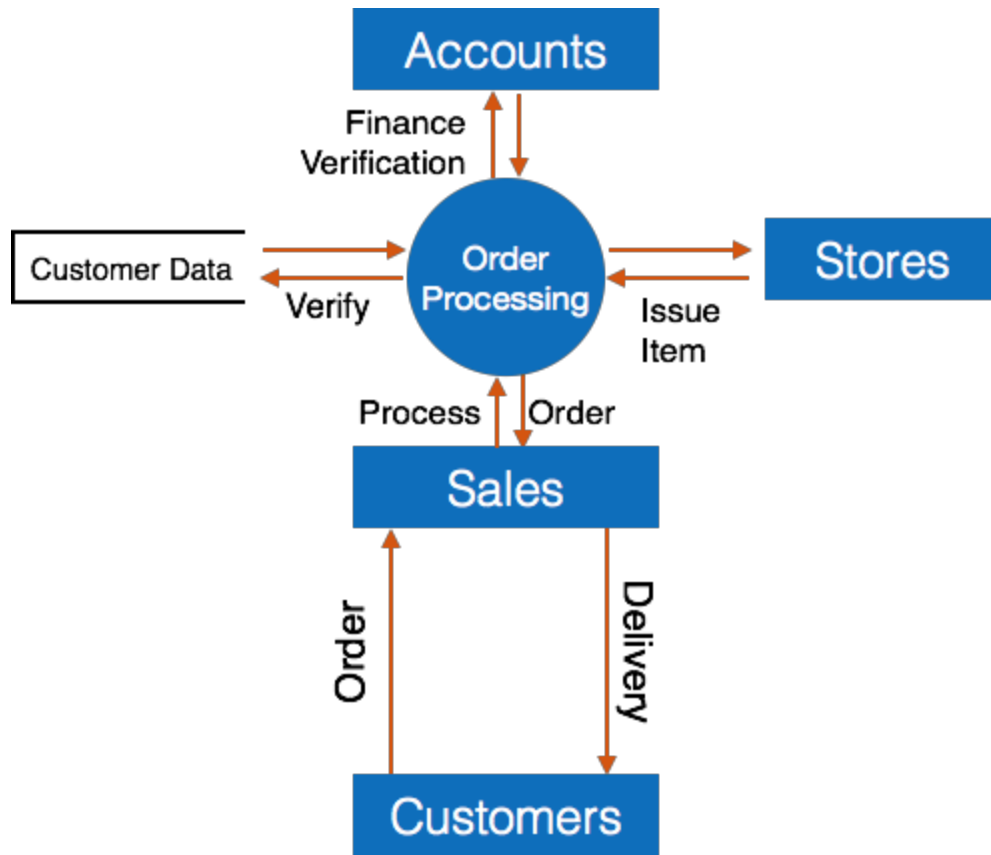 Accounts
Finance
Verification
Customer Data
Order
Processing
Stores
Verify
Issue
Item
Process
Order
Sales
Order
Delivery
Customers